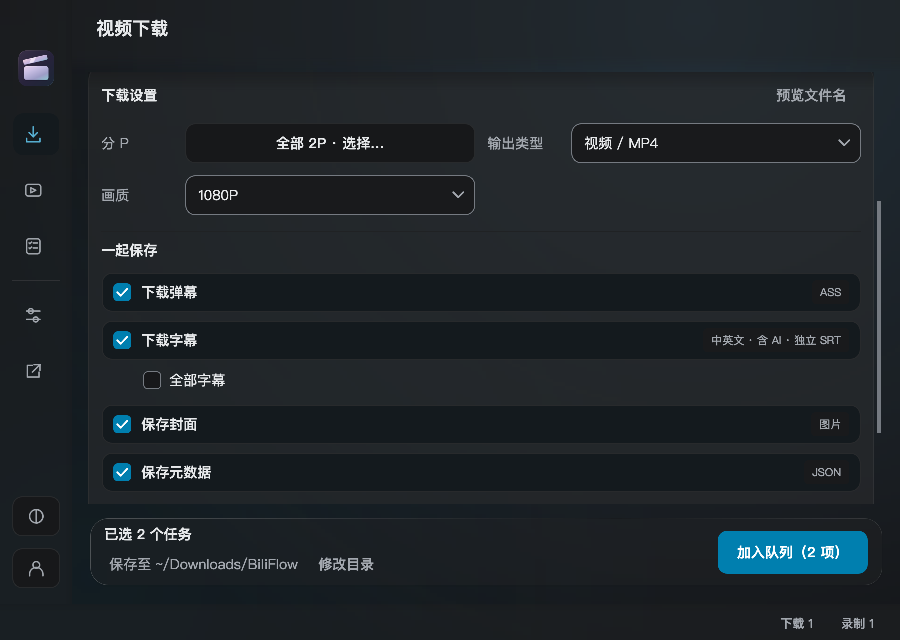 视频下载
下载设置
预览文件名
分 P
全部 2P · 选择...
输出类型
视频 / MP4
画质
1080P
一起保存
下载弹幕
ASS
下载字幕
中英文 · 含 AI · 独立 SRT
全部字幕
保存封面
图片
保存元数据
JSON
已选 2 个任务
保存至 ~/Downloads/BiliFlow
修改目录
加入队列（2 项）
下载 1
录制 1